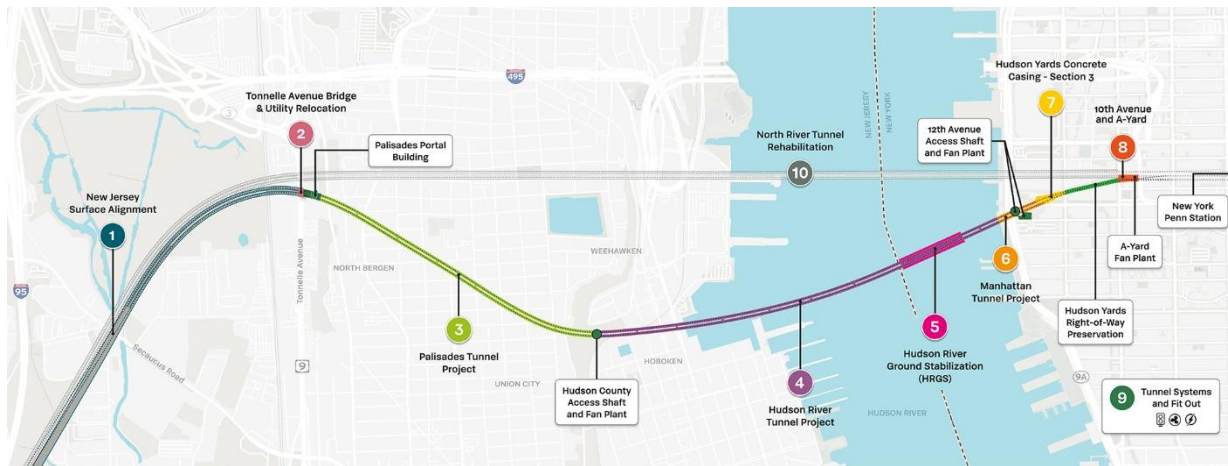 495
Hudson Yards Concrete
Casing - Section 3
7
Tonnelle Avenue Bridge
& Utility Relocation
2
3
Palisades Portal
Building
NEW JERESY
NEW YORK
12th Avenue
Access Shaft
and Fan Plant
10th Avenue
and A-Yard
8
North River Tunnel
Rehabilitation
10
New Jersey
Surface Alignment
1
New York
Penn Station
WEEHAWKEN
6
Manhattan
Tunnel Project
A-Yard
Fan Plant
NORTH BERGEN
Tonnelle Avenue
95
3
Palisades Tunnel
Project
5
Hudson River
Ground Stabilization
(HRGS)
Hudson Yards
Right-of-Way
Preservation
Secaucus Road
9
UNION CITY
HOBOKEN
Hudson County
Access Shaft
and Fan Plant
4
Hudson River
Tunnel Project
HUDSON RIVER
9A
9
Tunnel Systems
and Fit Out